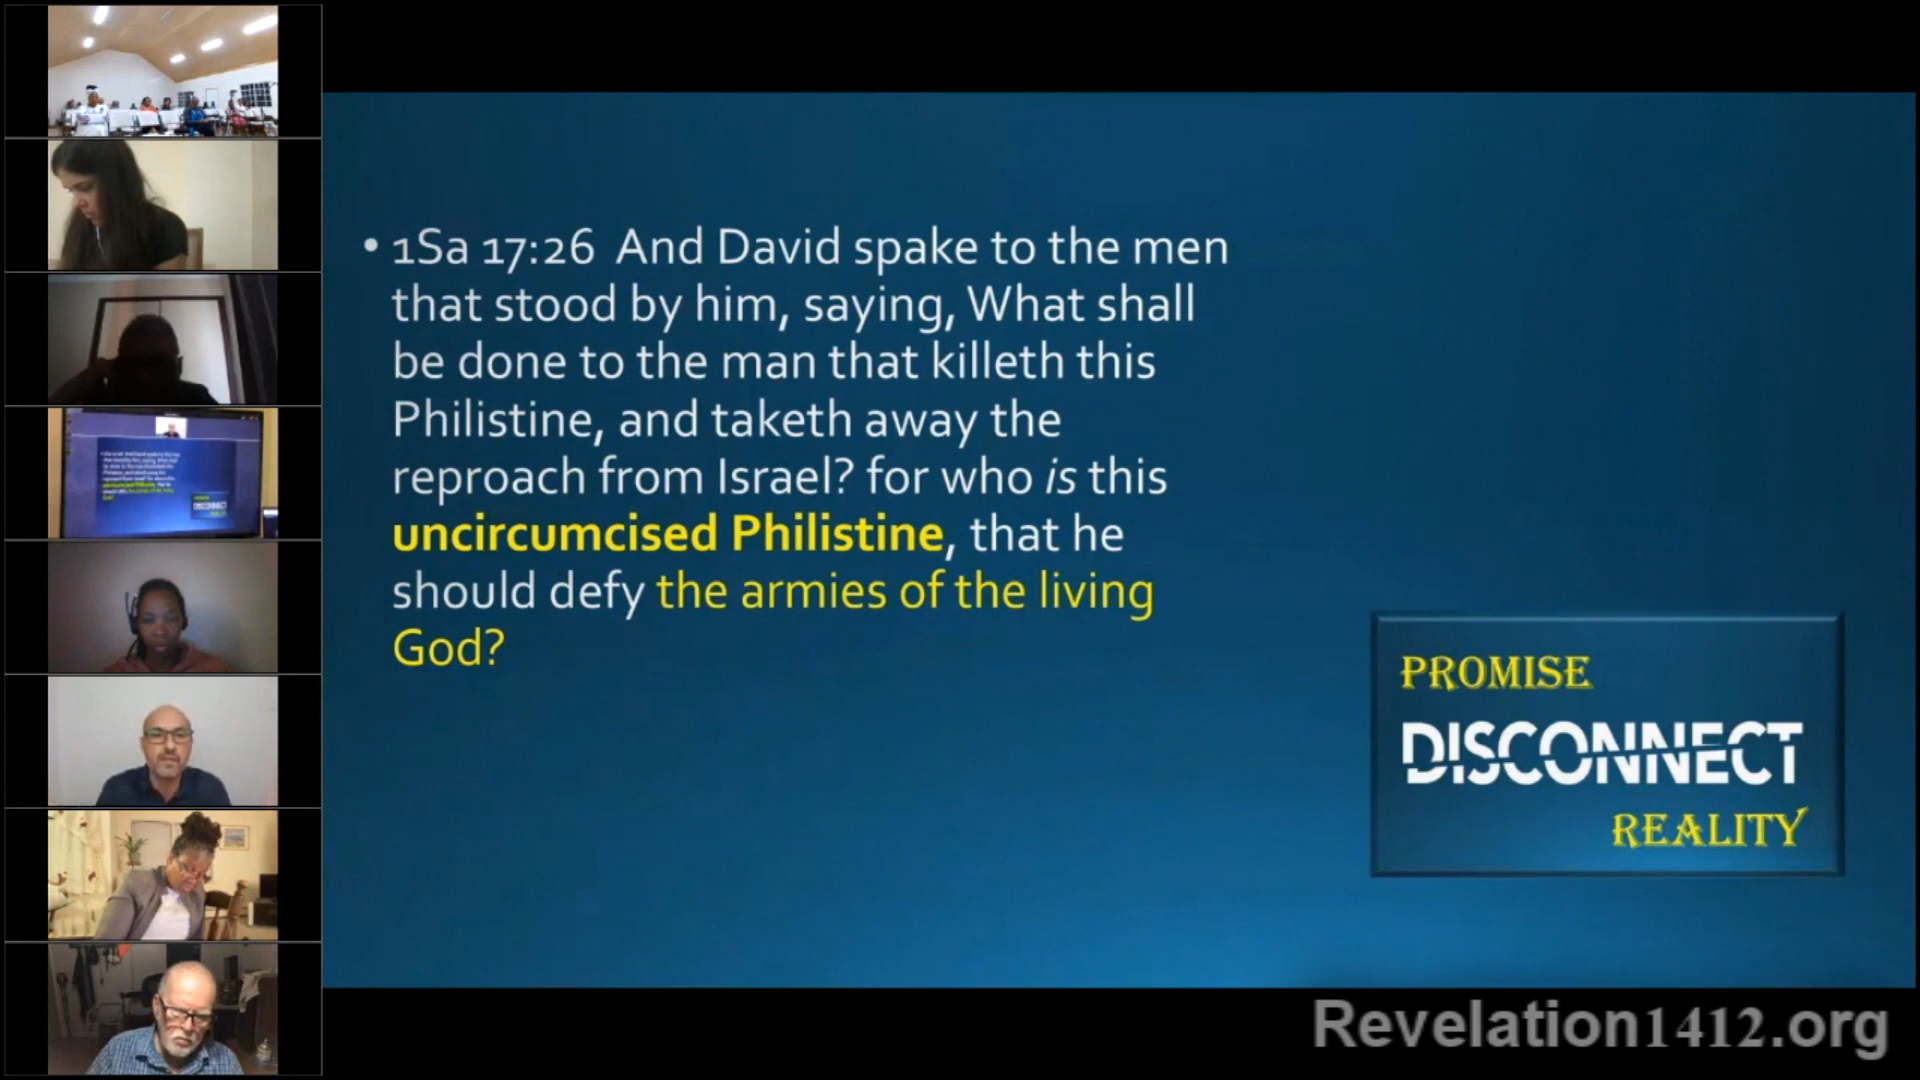 • 1Sa 17:26 And David spake to the men
that stood by him, saying, What shall
be done to the man that killeth this
Philistine, and taketh away the
reproach from Israel? for who is this
uncircumcised Philistine, that he
should defy the armies of the living
God?
PROMISE
DISCONNECT
REALITY
Revelation1412.org